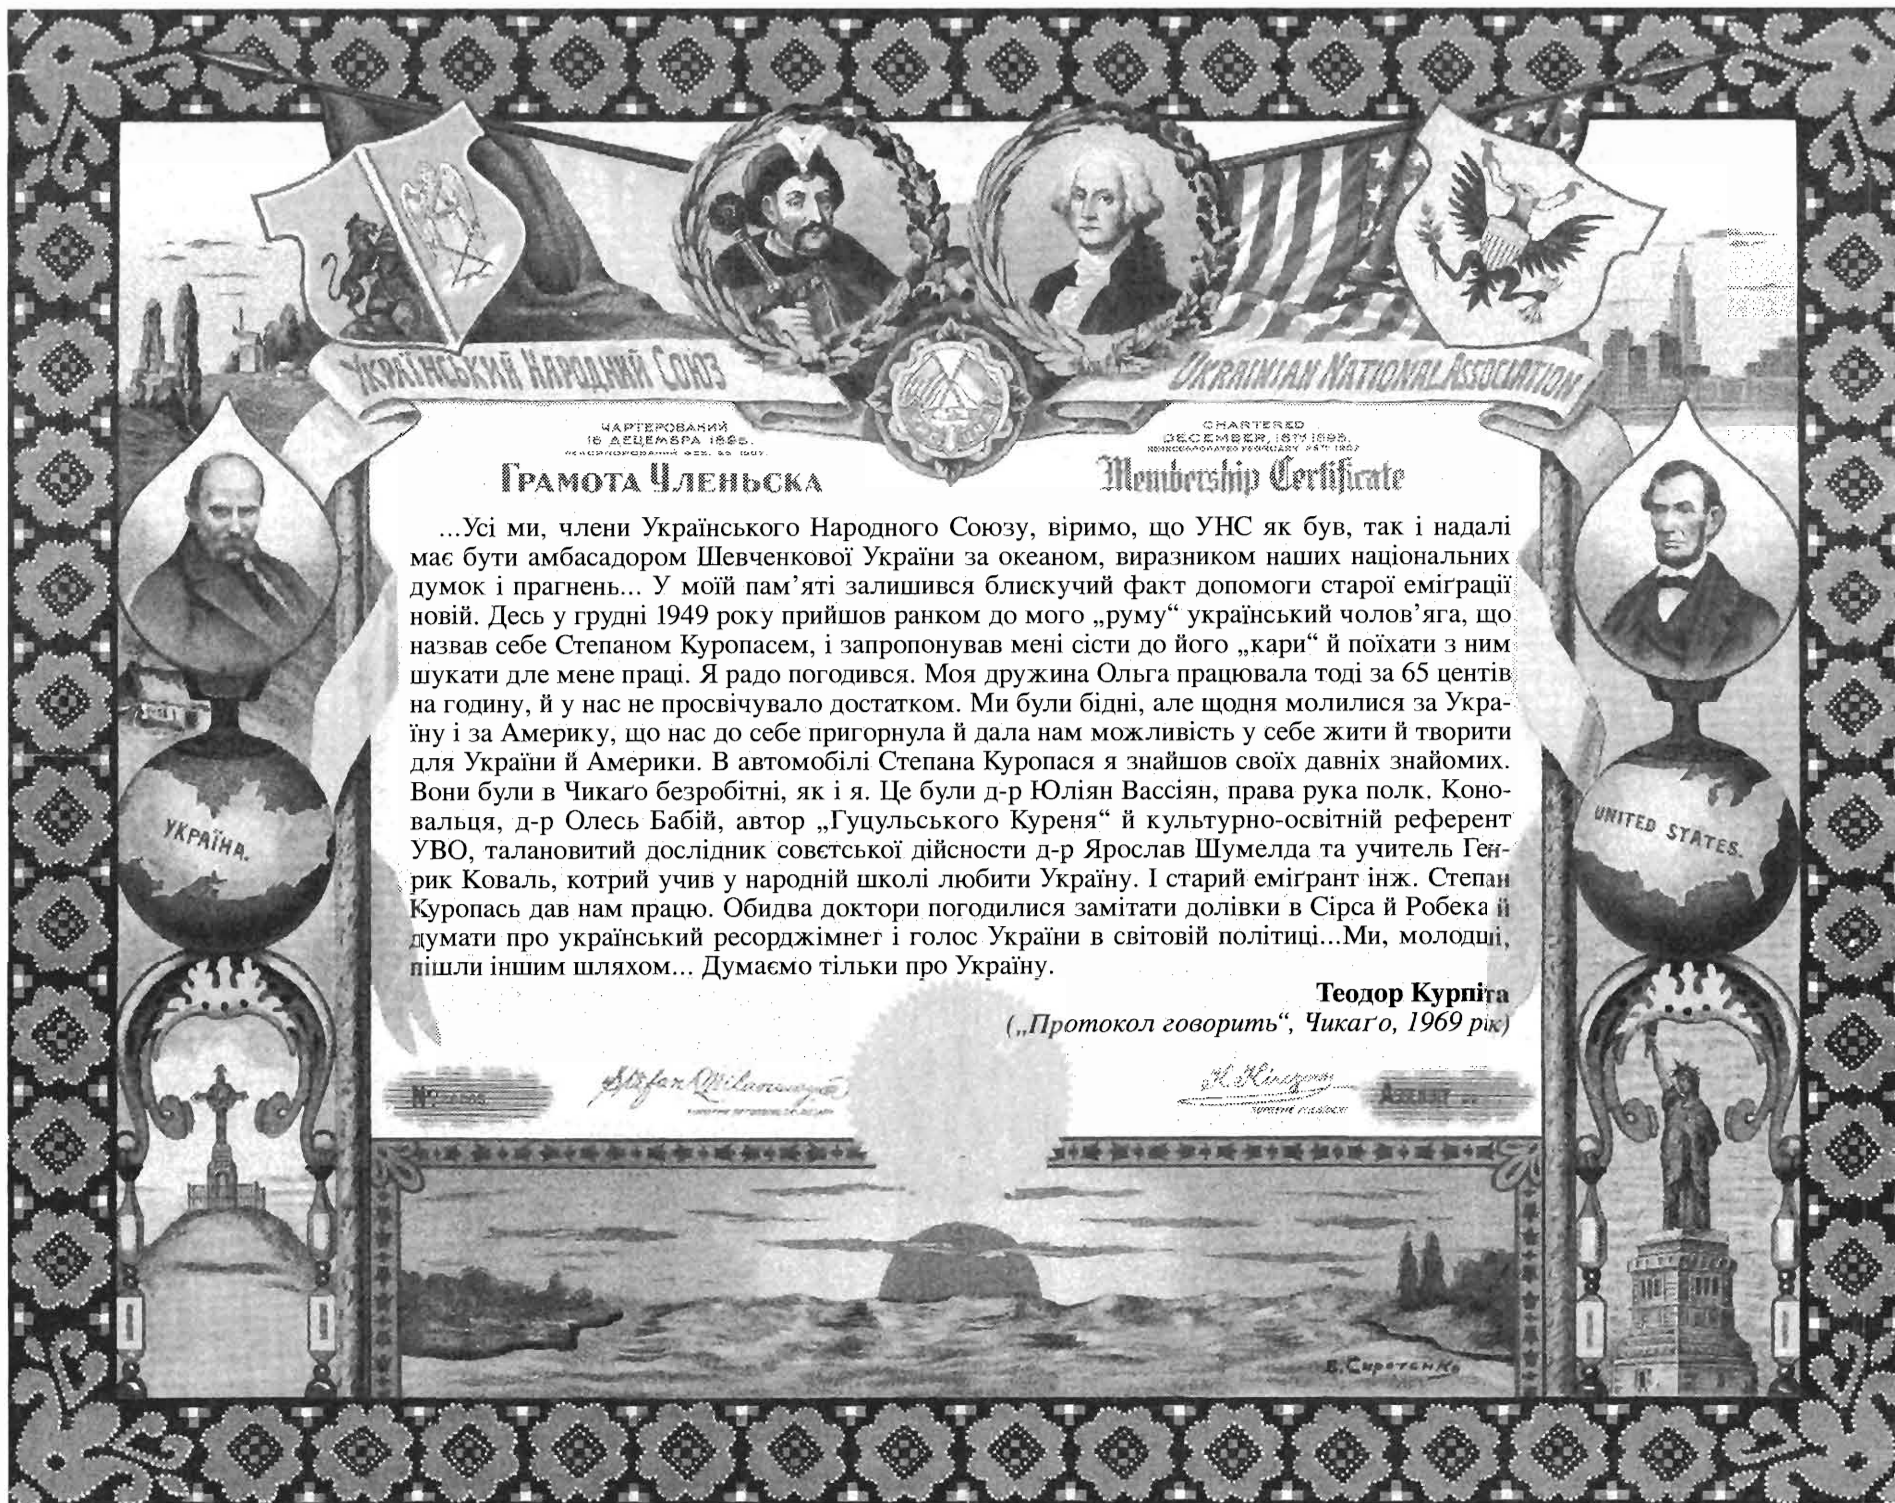 УКРАЇНСЬКИЙ НАРОДНИЙ СОЮЗ
UKRAINIAN NATIONAL ASSOCIATION
ЧАРТЕРОВАНИЙ
16 ДЕЦЕМБРА 1895.
ГРАМОТА ЧЛЕНЬСКА
CHARTERED
DECEMBER, 16TH 1895.
REINCORPORATED FEBRUARY 25TH 1907
Membership Certificate
...Усі ми, члени Українського Народного Союзу, віримо, що УНС як був, так і надалі
має бути амбасадором Шевченкової України за океаном, виразником наших національних
думок і прагнень... У моїй пам’яті залишився блискучий факт допомоги старої еміґрації
новій. Десь у грудні 1949 року прийшов ранком до мого „руму“ український чолов’яга, що
назвав себе Степаном Куропасем, і запропонував мені сісти до його „кари“ й поїхати з ним
шукати дле мене праці. Я радо погодився. Моя дружина Ольга працювала тоді за 65 центів
на годину, й у нас не просвічувало достатком. Ми були бідні, але щодня молилися за Укра-
їну і за Америку, що нас до себе пригорнула й дала нам можливість у себе жити й творити
для України й Америки. В автомобілі Степана Куропася я знайшов своїх давніх знайомих.
Вони були в Чикаґо безробітні, як і я. Це були д-р Юліян Вассіян, права рука полк. Коно-
вальця, д-р Олесь Бабій, автор „Гуцульського Куреня“ й культурно-освітній референт
УВО, талановитий дослідник совєтської дійсности д-р Ярослав Шумелда та учитель Ген-
рик Коваль, котрий учив у народній школі любити Україну. І старий еміґрант інж. Степан
Куропась дав нам працю. Обидва доктори погодилися замітати долівки в Сірса й Робека й
думати про український ресорджімнет і голос України в світовій політиці...Ми, молодші,
пішли іншим шляхом... Думаємо тільки про Україну.
Теодор Курпіта
(„Протокол говорить“, Чикаґо, 1969 рік)
УКРАЇНА.
UNITED STATES.
В. Сиротенко